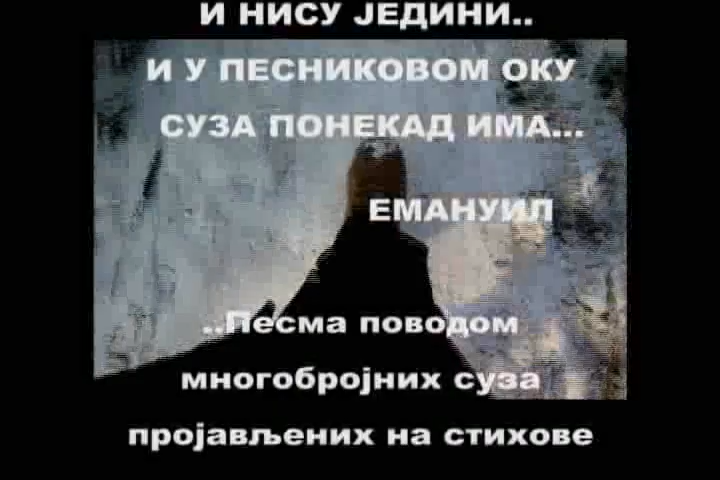 И НИСУ ЈЕДИНИ..
И У ПЕСНИКОВОМ ОКУ
СУЗА ПОНЕКАД ИМА...
ЕМАНУИЛ
..Песма поводом
многобројних суза
пројављених на стихове